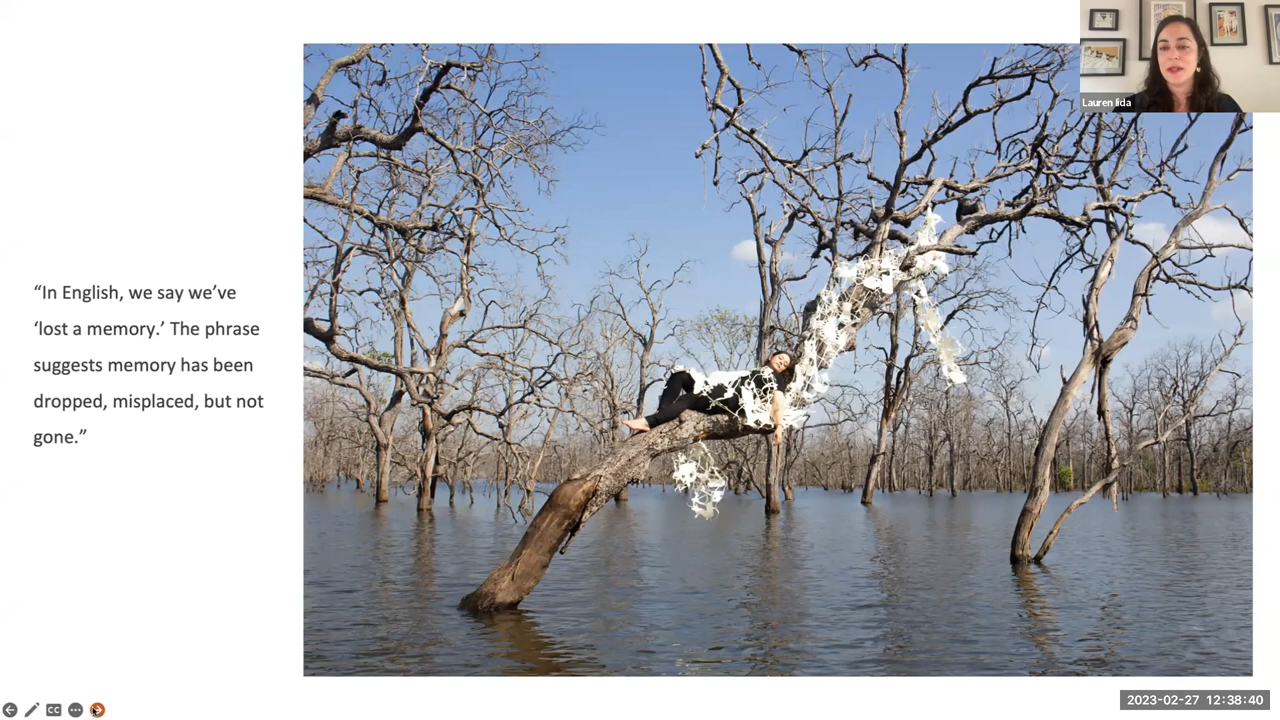 Lauren Iida
“In English, we say we’ve
‘lost a memory.’ The phrase
suggests memory has been
dropped, misplaced, but not
gone.”
CC
2023-02-27 12:38:40